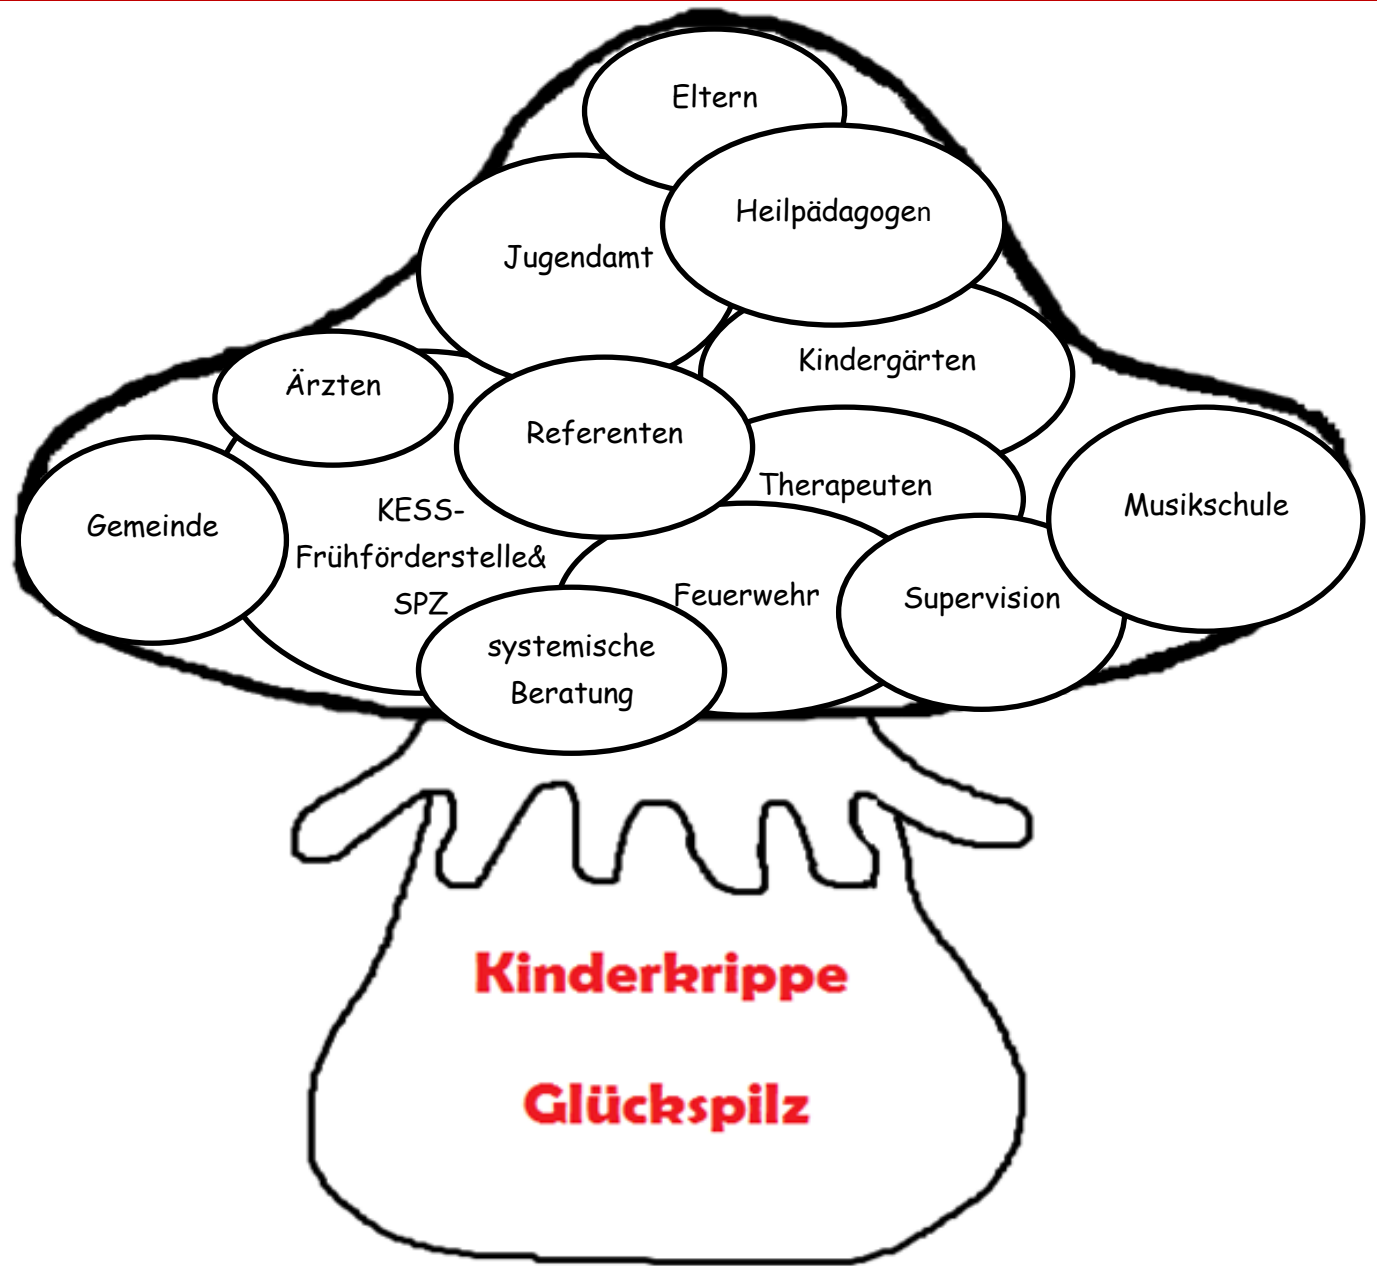 Eltern
Heilpädagogen
Jugendamt
Kindergärten
Ärzten
Referenten
Therapeuten
Musikschule
Gemeinde
KESS-
Frühförderstelle&
SPZ
Feuerwehr
Supervision
systemische
Beratung
Kinderkrippe
Glückspilz